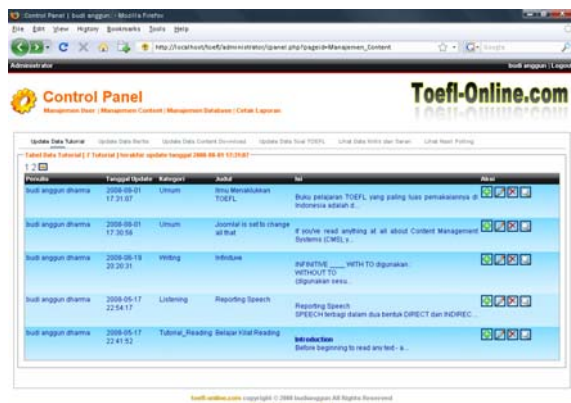 Control Panel | budi anggun - Mozilla Firefox
File Edit View History Bookmarks Tools Help
http://localhost/toefl/administrator/ipanel.php?pageid=Manajemen_Content
Google
Administrator
budi anggun | Logout
Control Panel
Manajemen User | Manajemen Content | Manajemen Database | Cetak Laporan
Toefl-Online.com
Update Data Tutorial Update Data Berita Update Data Content Download Update Data Soal TOEFL Lihat Data Kritik dan Saran Lihat Hasil Polling
Tabel Data Tutorial | 7 Tutorial | terakhir update tanggal 2008-09-01 17:31:07
1 2
Penulis Tanggal Update Kategori Judul Isi Aksi
budi anggun dharma 2008-09-01 17:31:07 Umum Ilmu Menaklukkan TOEFL Buku pelajaran TOEFL yang paling luas pemakaiannya di Indonesia adalah d...
budi anggun dharma 2008-09-01 17:30:56 Umum Joomla! is set to change all that If you've read anything at all about Content Management Systems (CMS), y...
budi anggun dharma 20:20:31 Writing Infinitive INFINITIVE ____ WITH TO digunakan : WITHOUT TO (digunakan sesu...
budi anggun dharma 2008-05-17 22:54:17 Listening Reporting Speech Reporting Speech SPEECH terbagi dalam dua bentuk DIRECT dan INDIREC...
budi anggun dharma 2008-05-17 22:41:52 Tutorial_Reading Belajar Kilat Reading Introduction Before beginning to read any text - a...
toefl-online.com copyright © 2008 budianggun All Rights Reserved